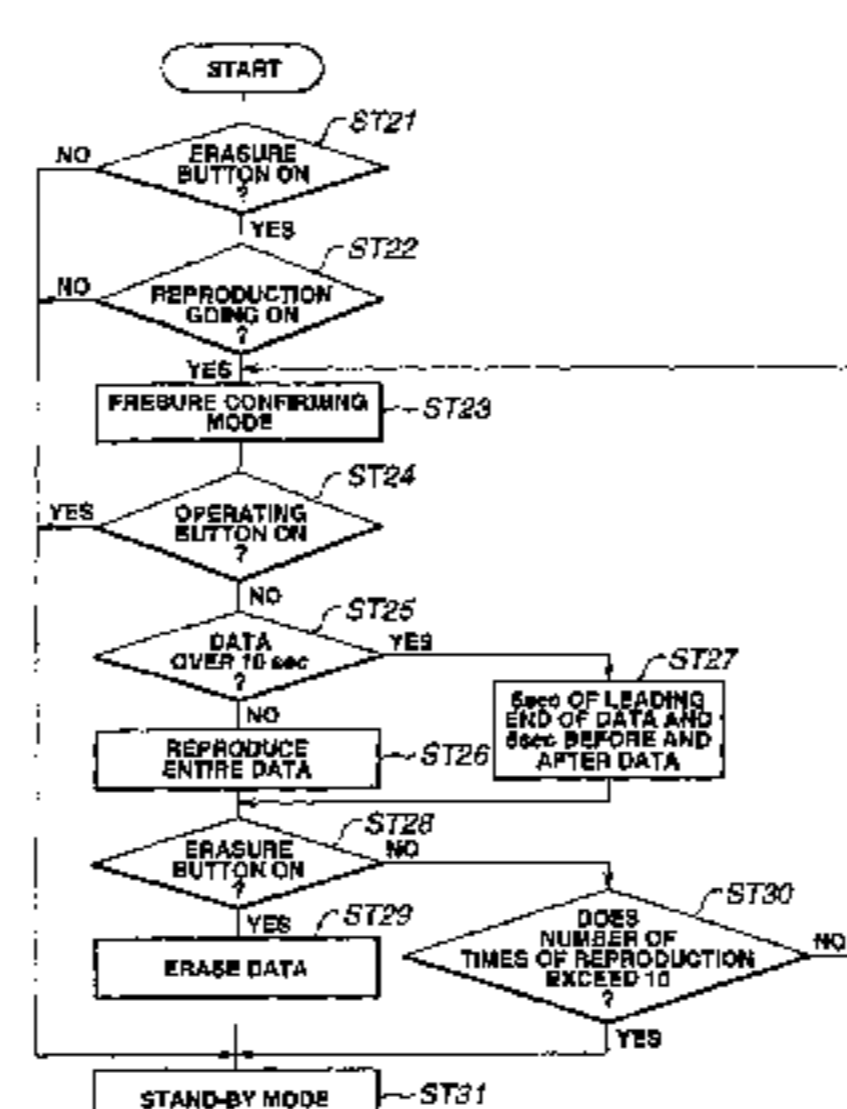 START
ST21
NO
ERASURE
BUTTON ON
?
YES
ST22
NO
REPRODUCTION
GOING ON
?
YES
CONFIRMING
MODE
ST23
ST24
YES
OPERATING
BUTTON ON
?
NO
ST25
DATA
OVER 10 sec
?
YES
NO
ST27
5sec OF LEADING
END OF DATA AND
5sec BEFORE AND
AFTER DATA
REPRODUCE
ENTIRE DATA
ST26
ST28
ERASURE
BUTTON ON
?
NO
YES
ST29
ERASE DATA
ST30
DOES
NUMBER OF
TIMES OF REPRODUCTION
EXCEED 10
?
NO
YES
STAND-BY MODE
ST31